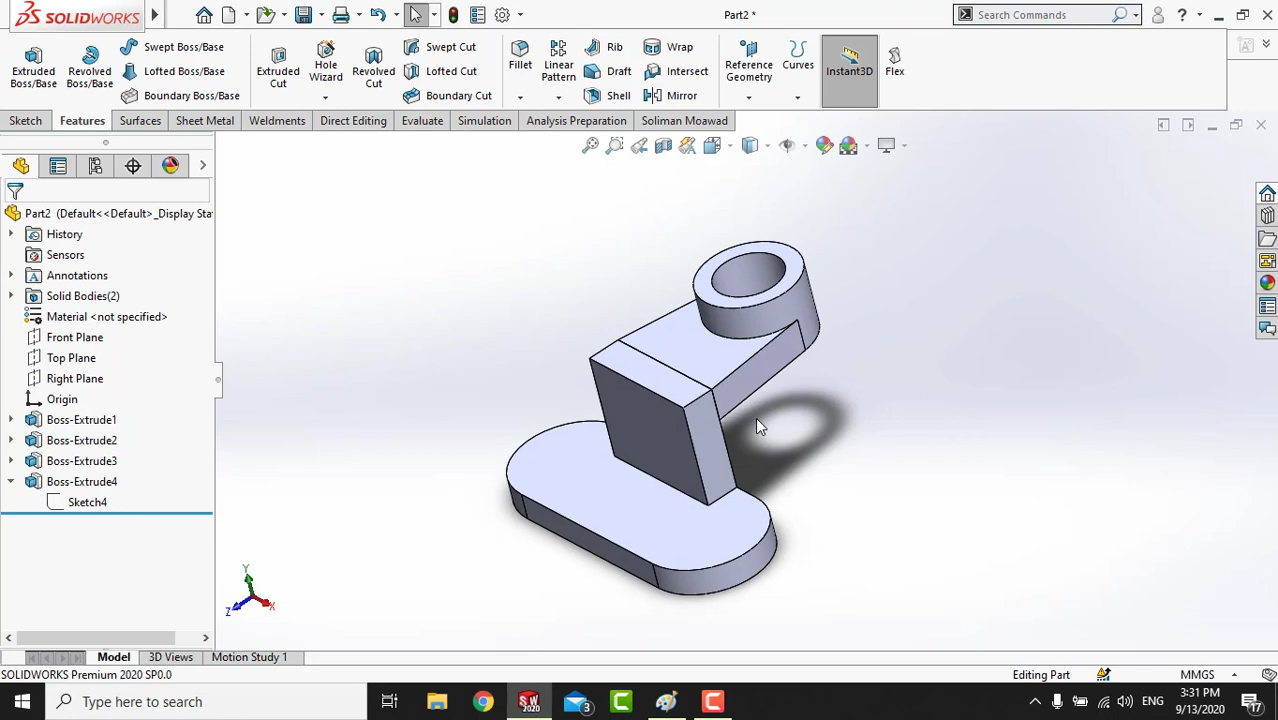 SOLIDWORKS
Part2 *
Search Commands
Extruded Boss/Base
Revolved Boss/Base
Swept Boss/Base
Lofted Boss/Base
Boundary Boss/Base
Extruded Cut
Hole Wizard
Revolved Cut
Swept Cut
Lofted Cut
Boundary Cut
Fillet
Linear Pattern
Rib
Draft
Shell
Wrap
Intersect
Mirror
Reference Geometry
Curves
Instant3D
Flex
Sketch
Features
Surfaces
Sheet Metal
Weldments
Direct Editing
Evaluate
Simulation
Analysis Preparation
Soliman Moawad
Part2 (Default<<Default>_Display Sta
History
Sensors
Annotations
Solid Bodies(2)
Material <not specified>
Front Plane
Top Plane
Right Plane
Origin
Boss-Extrude1
Boss-Extrude2
Boss-Extrude3
Boss-Extrude4
Sketch4
Y
Z
X
Model
3D Views
Motion Study 1
SOLIDWORKS Premium 2020 SP0.0
Editing Part
MMGS
Type here to search
SW 2020
3
ENG
3:31 PM
9/13/2020
17